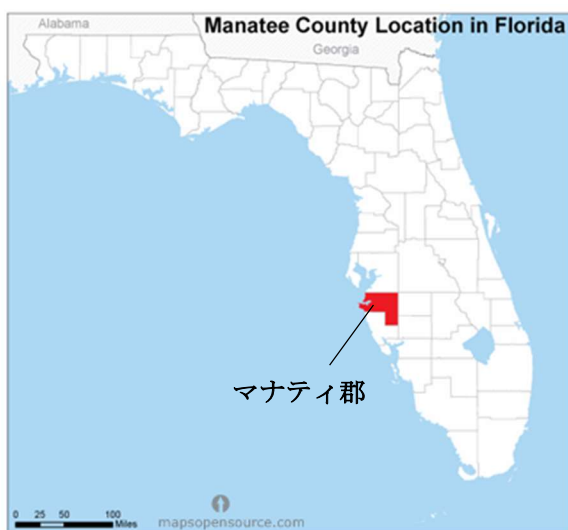 Manatee County Location in Florida
Alabama
Georgia
マナティ郡
0 25 50 100
Miles
mapsopensource.com